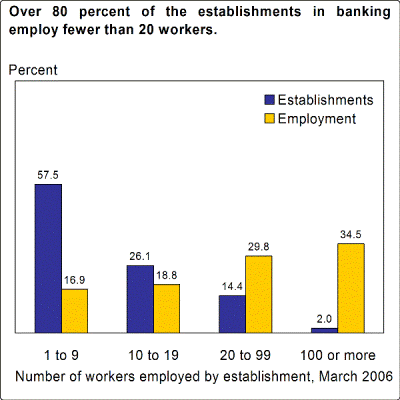 Over 80 percent of the establishments in banking
employ fewer than 20 workers.
Percent
Establishments
Employment
57.5
16.9
26.1
18.8
14.4
29.8
2.0
34.5
1 to 9
10 to 19
20 to 99
100 or more
Number of workers employed by establishment, March 2006